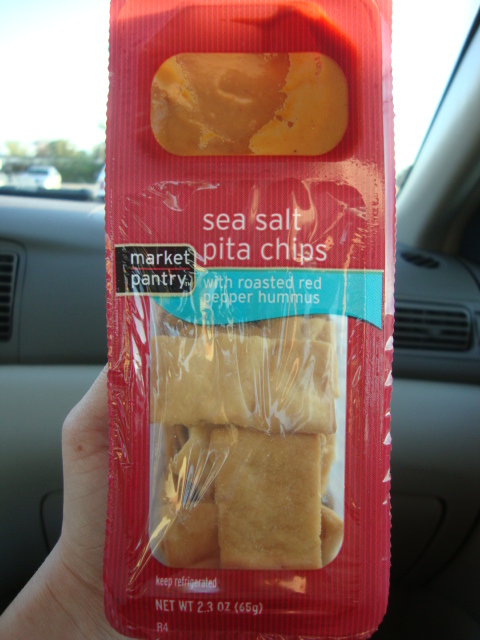 sea salt
pita chips
market
pantry
with roasted red
pepper hummus
keep refrigerated
NET WT 2.3 OZ (65g)
R4